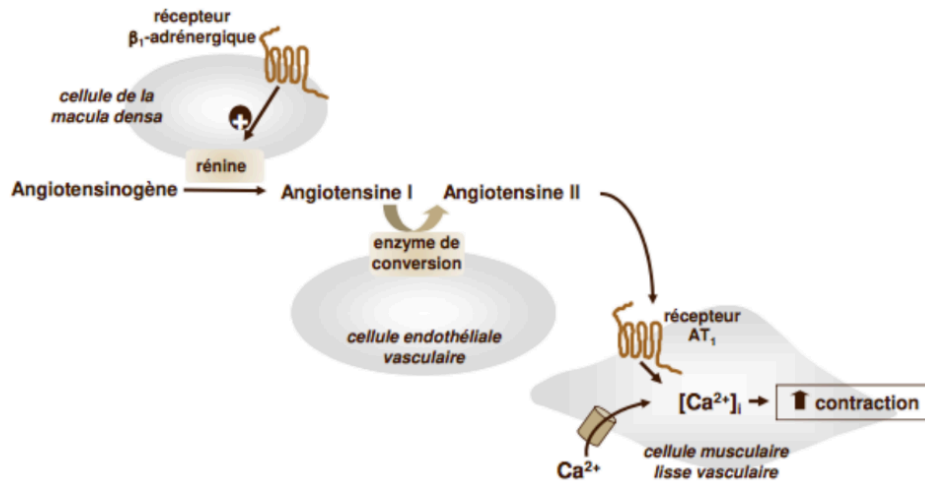 récepteur
β₁-adrénergique
cellule de la
macula densa
rénine
Angiotensinogène
Angiotensine I
Angiotensine II
enzyme de
conversion
cellule endothéliale
vasculaire
récepteur
AT₁
[Ca²⁺]ᵢ
contraction
Ca²⁺
cellule musculaire
lisse vasculaire